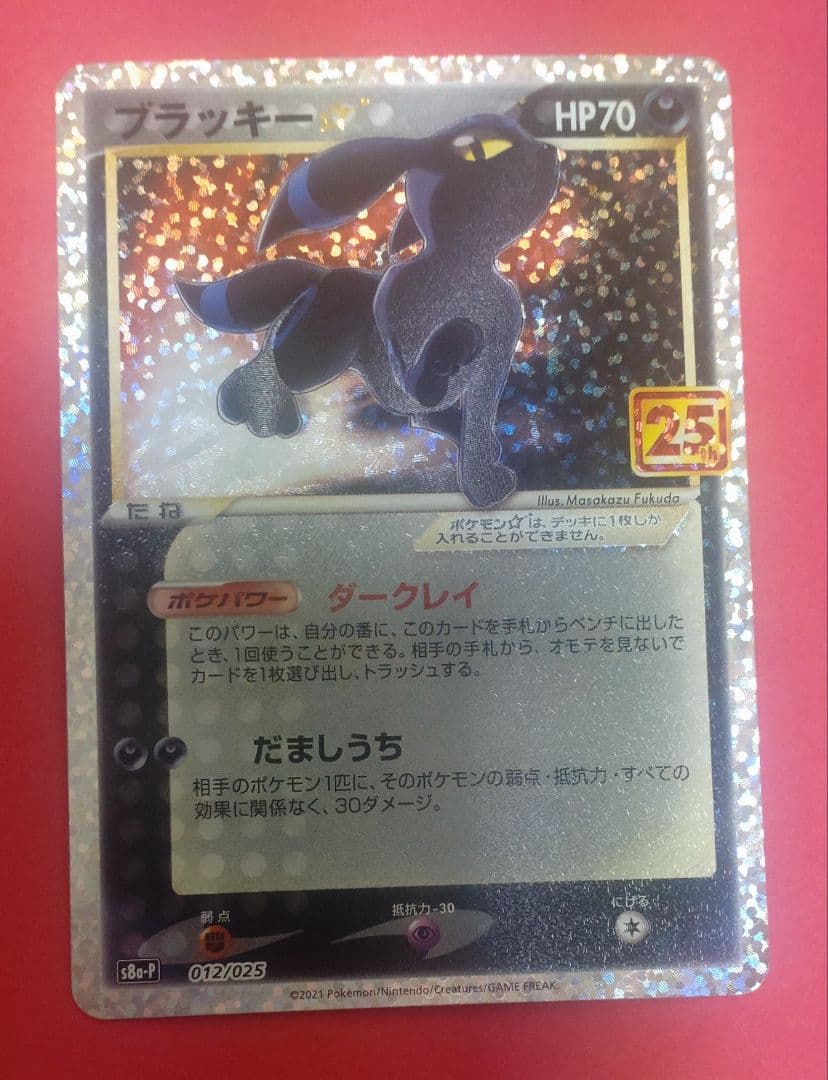 ブラッキー☆ HP70
25th
Illus. Masakazu Fukuda
たね
ポケモン☆は、デッキに1枚しか
入れることができません。
ポケパワー ダークレイ
このパワーは、自分の番に、このカードを手札からベンチに出した
とき、1回使うことができる。相手の手札から、オモテを見ないで
カードを1枚選び出し、トラッシュする。
だましうち
相手のポケモン1匹に、そのポケモンの弱点・抵抗力・すべての
効果に関係なく、30ダメージ。
弱点 抵抗力-30 にげる
s8a-P 012/025
©2021 Pokémon/Nintendo/Creatures/GAME FREAK.